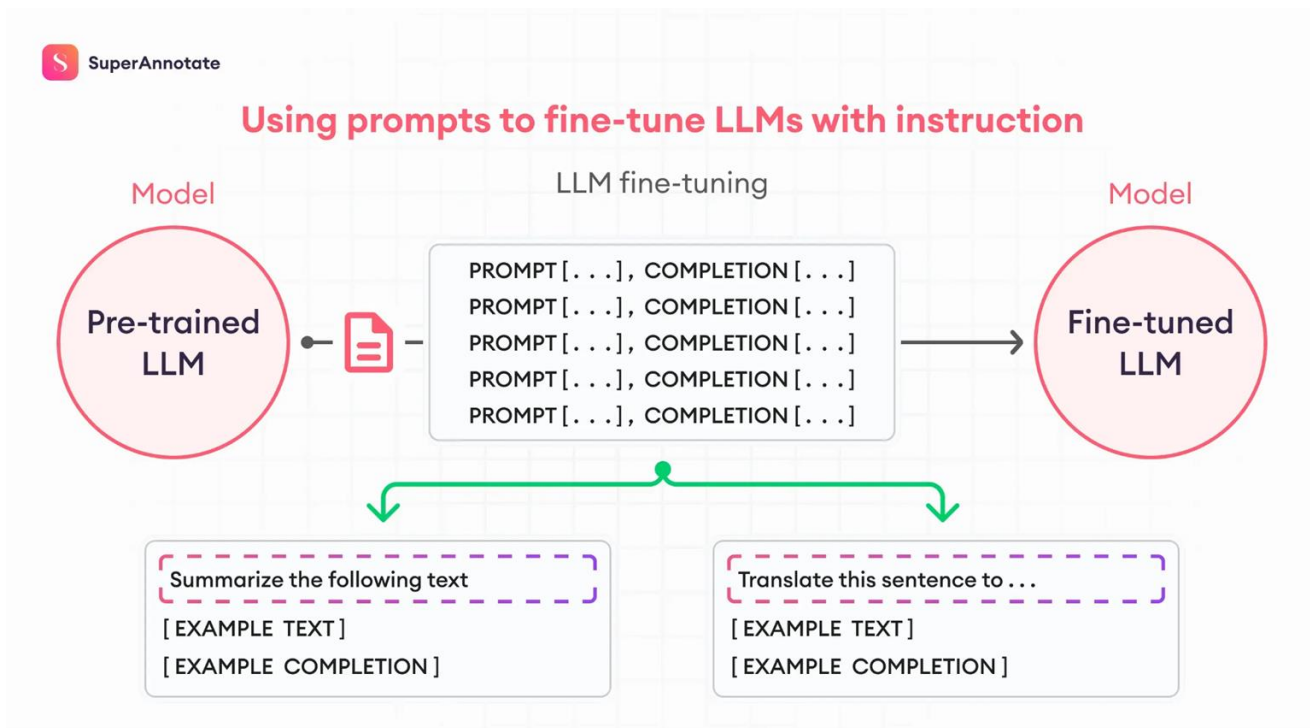 SuperAnnotate
Using prompts to fine-tune LLMs with instruction
LLM fine-tuning
Model
Model
Pre-trained
LLM
PROMPT[...], COMPLETION[...]
PROMPT[...], COMPLETION[...]
PROMPT[...], COMPLETION[...]
PROMPT[...], COMPLETION[...]
PROMPT[...], COMPLETION[...]
Fine-tuned
LLM
Summarize the following text
[EXAMPLE TEXT]
[EXAMPLE COMPLETION]
Translate this sentence to ...
[EXAMPLE TEXT]
[EXAMPLE COMPLETION]